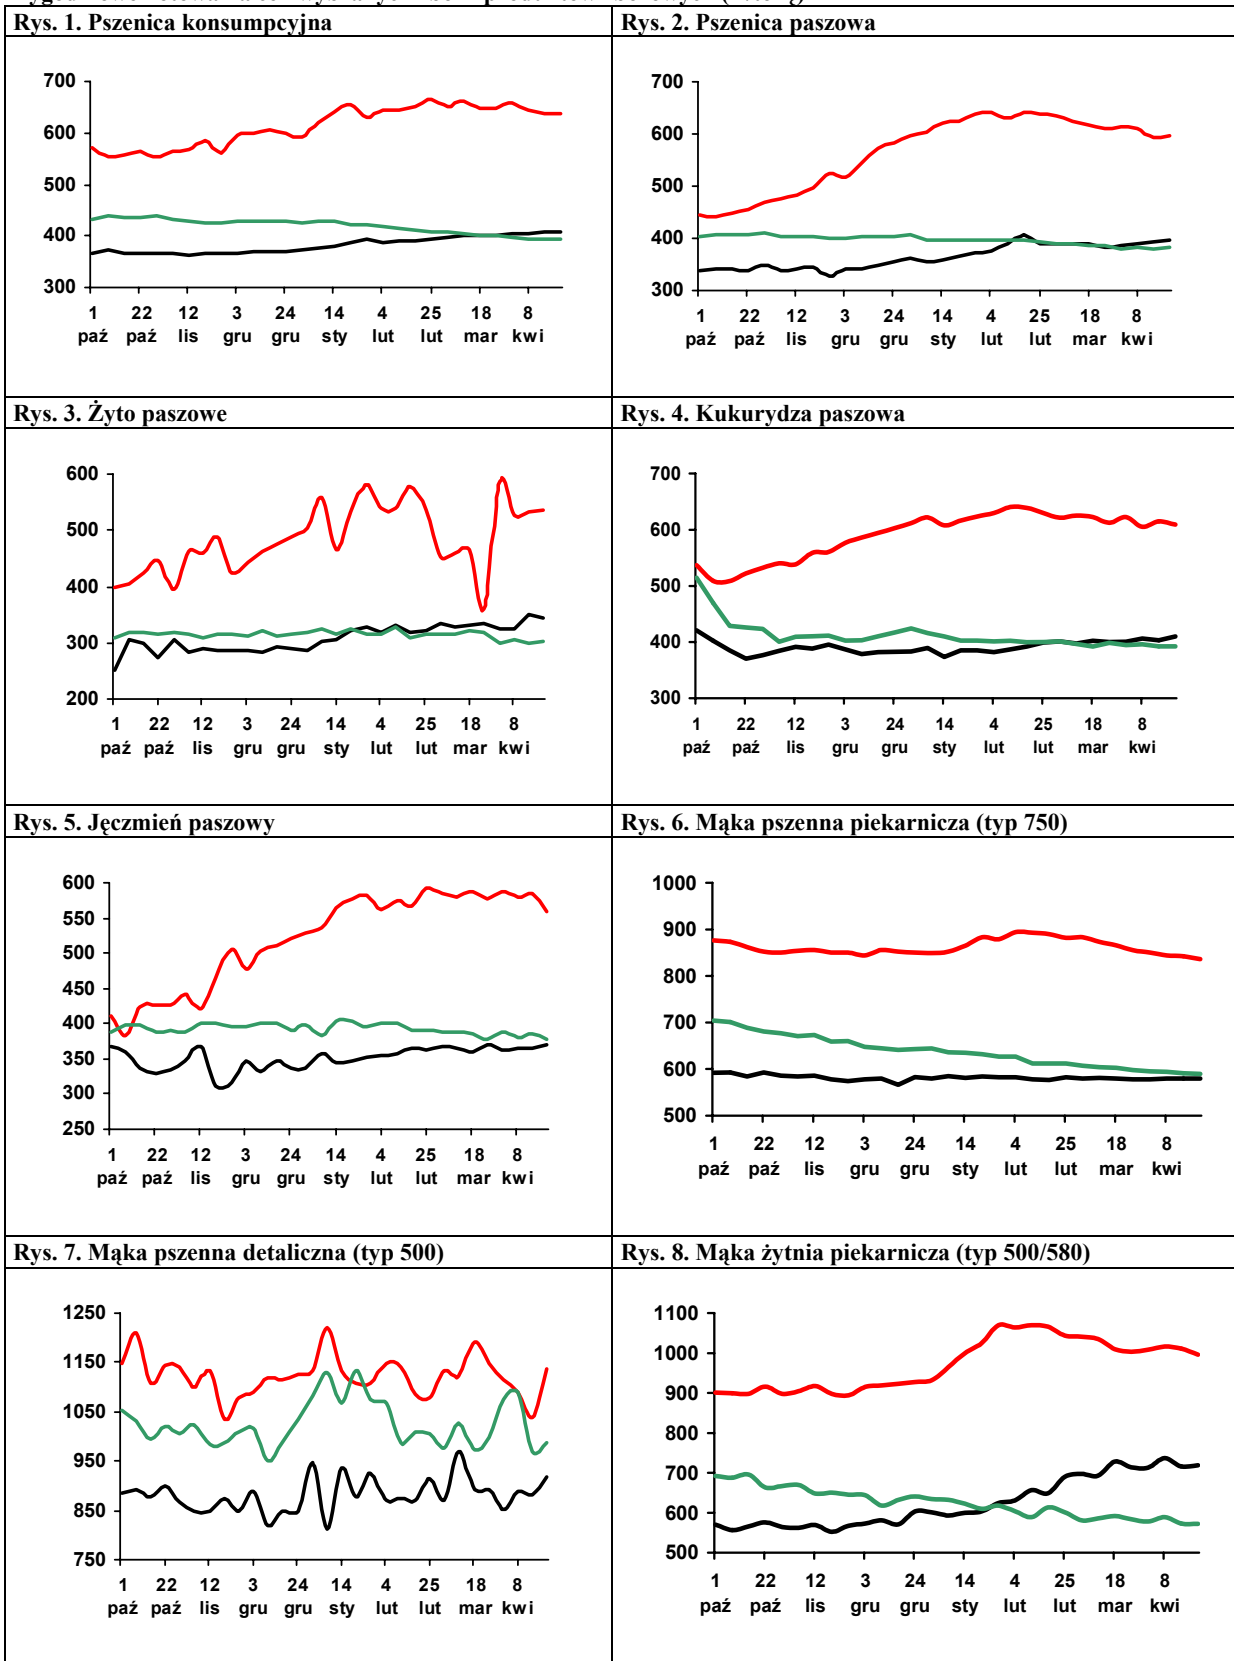 Rys. 1. Pszenica konsumpcyjna
Rys. 2. Pszenica paszowa
700
600
500
400
300
1 22 12 3 24 14 4 25 18 8
paź paź lis gru gru sty lut lut mar kwi
700
600
500
400
300
1 22 12 3 24 14 4 25 18 8
paź paź lis gru gru sty lut lut mar kwi
Rys. 3. Żyto paszowe
Rys. 4. Kukurydza paszowa
600
500
400
300
200
1 22 12 3 24 14 4 25 18 8
paź paź lis gru gru sty lut lut mar kwi
700
600
500
400
300
1 22 12 3 24 14 4 25 18 8
paź paź lis gru gru sty lut lut mar kwi
Rys. 5. Jęczmień paszowy
Rys. 6. Mąka pszenna piekarnicza (typ 750)
600
550
500
450
400
350
300
250
1 22 12 3 24 14 4 25 18 8
paź paź lis gru gru sty lut lut mar kwi
1000
900
800
700
600
500
1 22 12 3 24 14 4 25 18 8
paź paź lis gru gru sty lut lut mar kwi
Rys. 7. Mąka pszenna detaliczna (typ 500)
Rys. 8. Mąka żytnia piekarnicza (typ 500/580)
1250
1150
1050
950
850
750
1 22 12 3 24 14 4 25 18 8
paź paź lis gru gru sty lut lut mar kwi
1100
1000
900
800
700
600
500
1 22 12 3 24 14 4 25 18 8
paź paź lis gru gru sty lut lut mar kwi